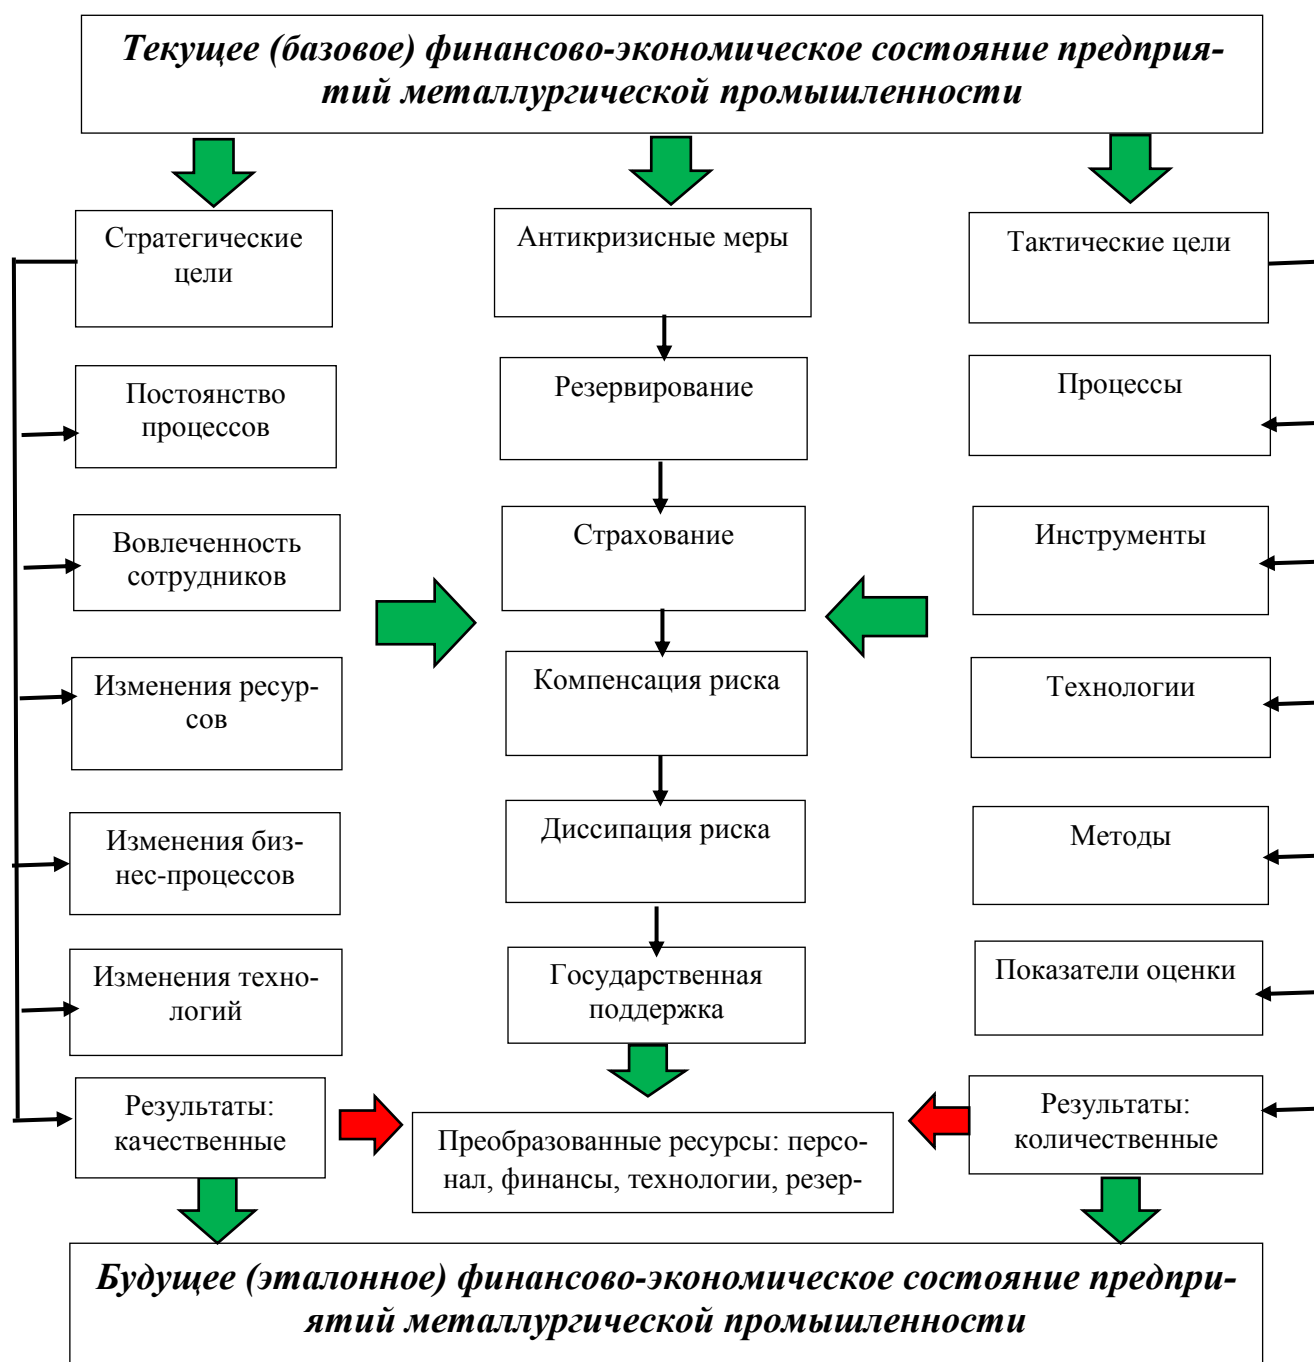 Текущее (базовое) финансово-экономическое состояние предприя-
тий металлургической промышленности
Стратегические
цели
Антикризисные меры
Тактические цели
Постоянство
процессов
Резервирование
Процессы
Вовлеченность
сотрудников
Страхование
Инструменты
Изменения ресур-
сов
Компенсация риска
Технологии
Изменения биз-
нес-процессов
Диссипация риска
Методы
Изменения техно-
логий
Государственная
поддержка
Показатели оценки
Результаты:
качественные
Преобразованные ресурсы: персо-
нал, финансы, технологии, резер-
Результаты:
количественные
Будущее (эталонное) финансово-экономическое состояние предпри-
ятий металлургической промышленности